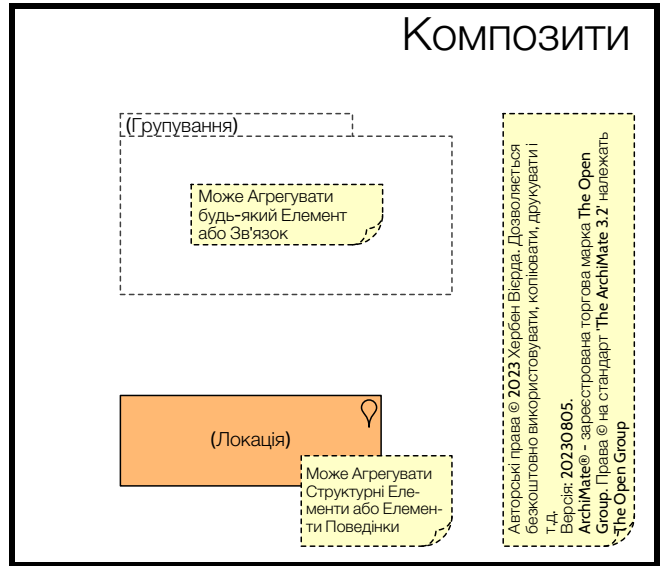 Композити
(Групування)
Може Агрегувати
будь-який Елемент
або Зв'язок
(Локація)
Може Агрегувати
Структурні Еле-
менти або Елемен-
ти Поведінки
Авторські права © 2023 Хербен Вієрда. Дозволяється
безкоштовно використовувати, копіювати, друкувати і
т.д.
Версія: 20230805.
ArchiMate® - зареєстрована торгова марка The Open
Group. Права © на стандарт 'The ArchiMate 3.2' належать
The Open Group